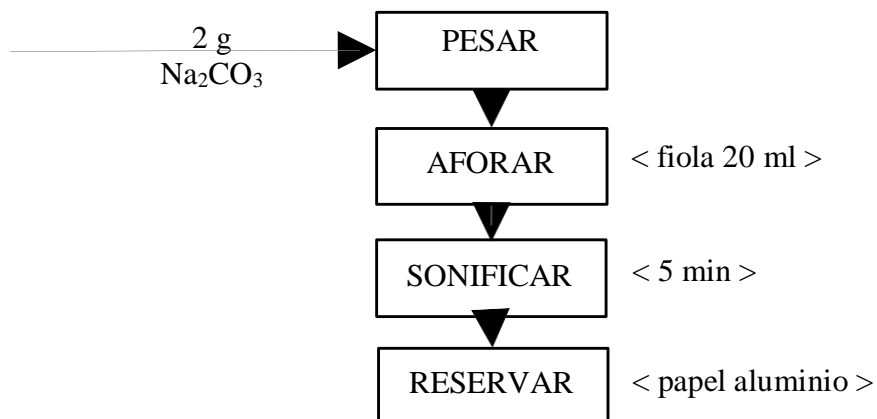 2 g
Na₂CO₃
PESAR
AFORAR
< fiola 20 ml >
SONIFICAR
< 5 min >
RESERVAR
< papel aluminio >